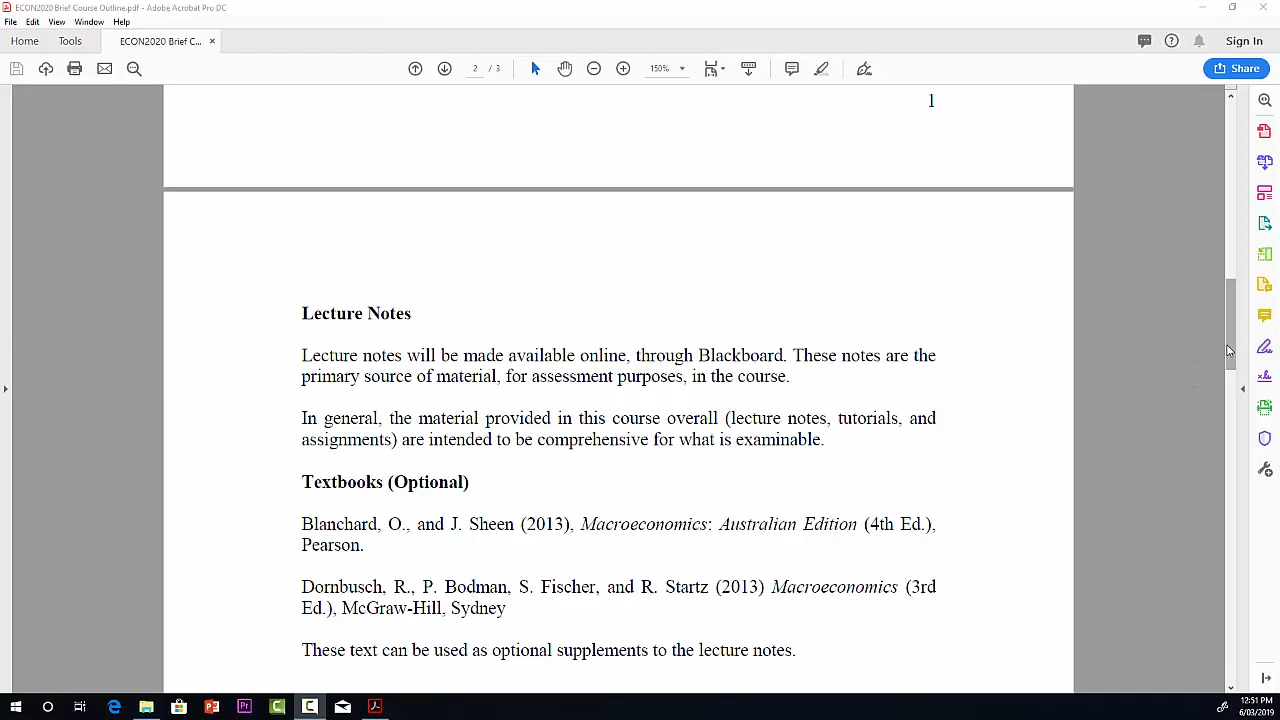 ECON2020 Brief Course Outline.pdf - Adobe Acrobat Pro DC
File Edit View Window Help
Home Tools ECON2020 Brief C... × Sign In
2 / 3 150% Share
1
Lecture Notes
Lecture notes will be made available online, through Blackboard. These notes are the
primary source of material, for assessment purposes, in the course.
In general, the material provided in this course overall (lecture notes, tutorials, and
assignments) are intended to be comprehensive for what is examinable.
Textbooks (Optional)
Blanchard, O., and J. Sheen (2013), Macroeconomics: Australian Edition (4th Ed.),
Pearson.
Dornbusch, R., P. Bodman, S. Fischer, and R. Startz (2013) Macroeconomics (3rd
Ed.), McGraw-Hill, Sydney
These text can be used as optional supplements to the lecture notes.
12:51 PM
6/03/2019